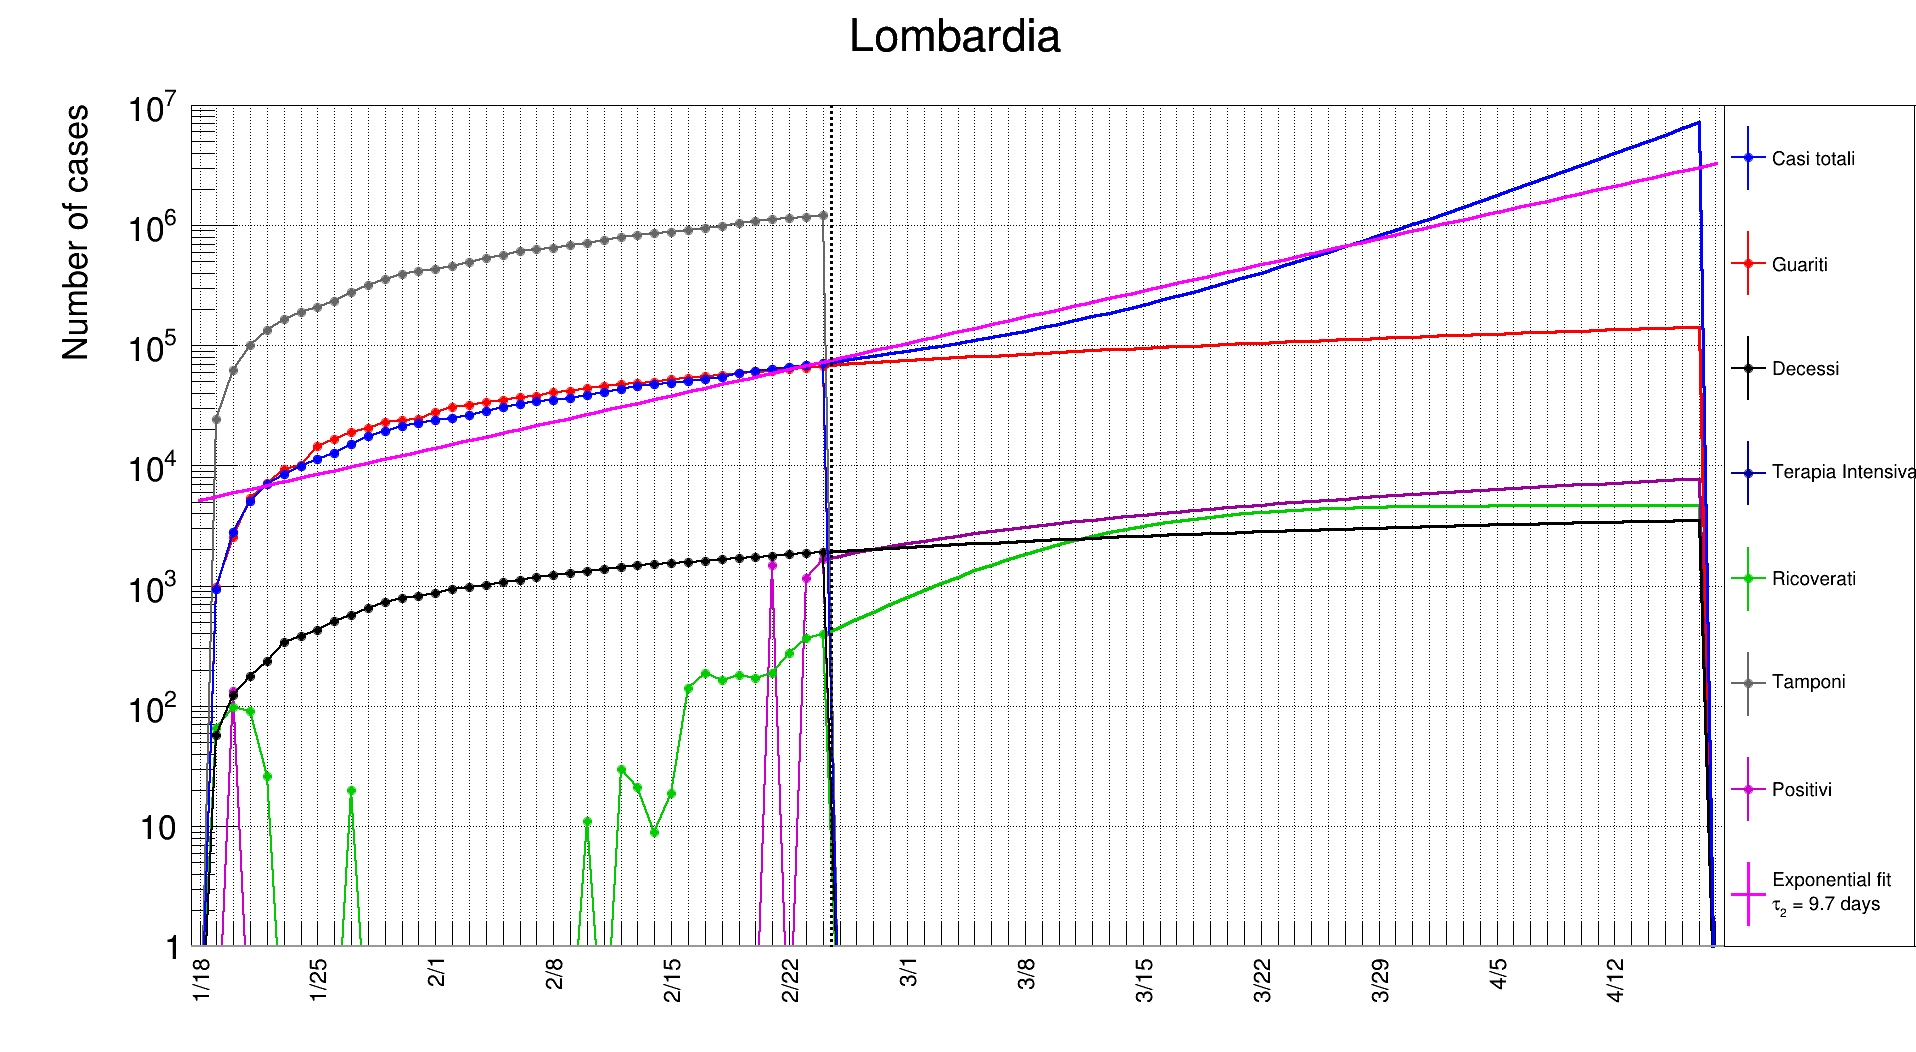 Lombardia
Number of cases
10^7
10^6
10^5
10^4
10^3
10^2
10
1
1/18
1/25
2/1
2/8
2/15
2/22
3/1
3/8
3/15
3/22
3/29
4/5
4/12
Casi totali
Guariti
Decessi
Terapia Intensiva
Ricoverati
Tamponi
Positivi
Exponential fit
τ₂ = 9.7 days